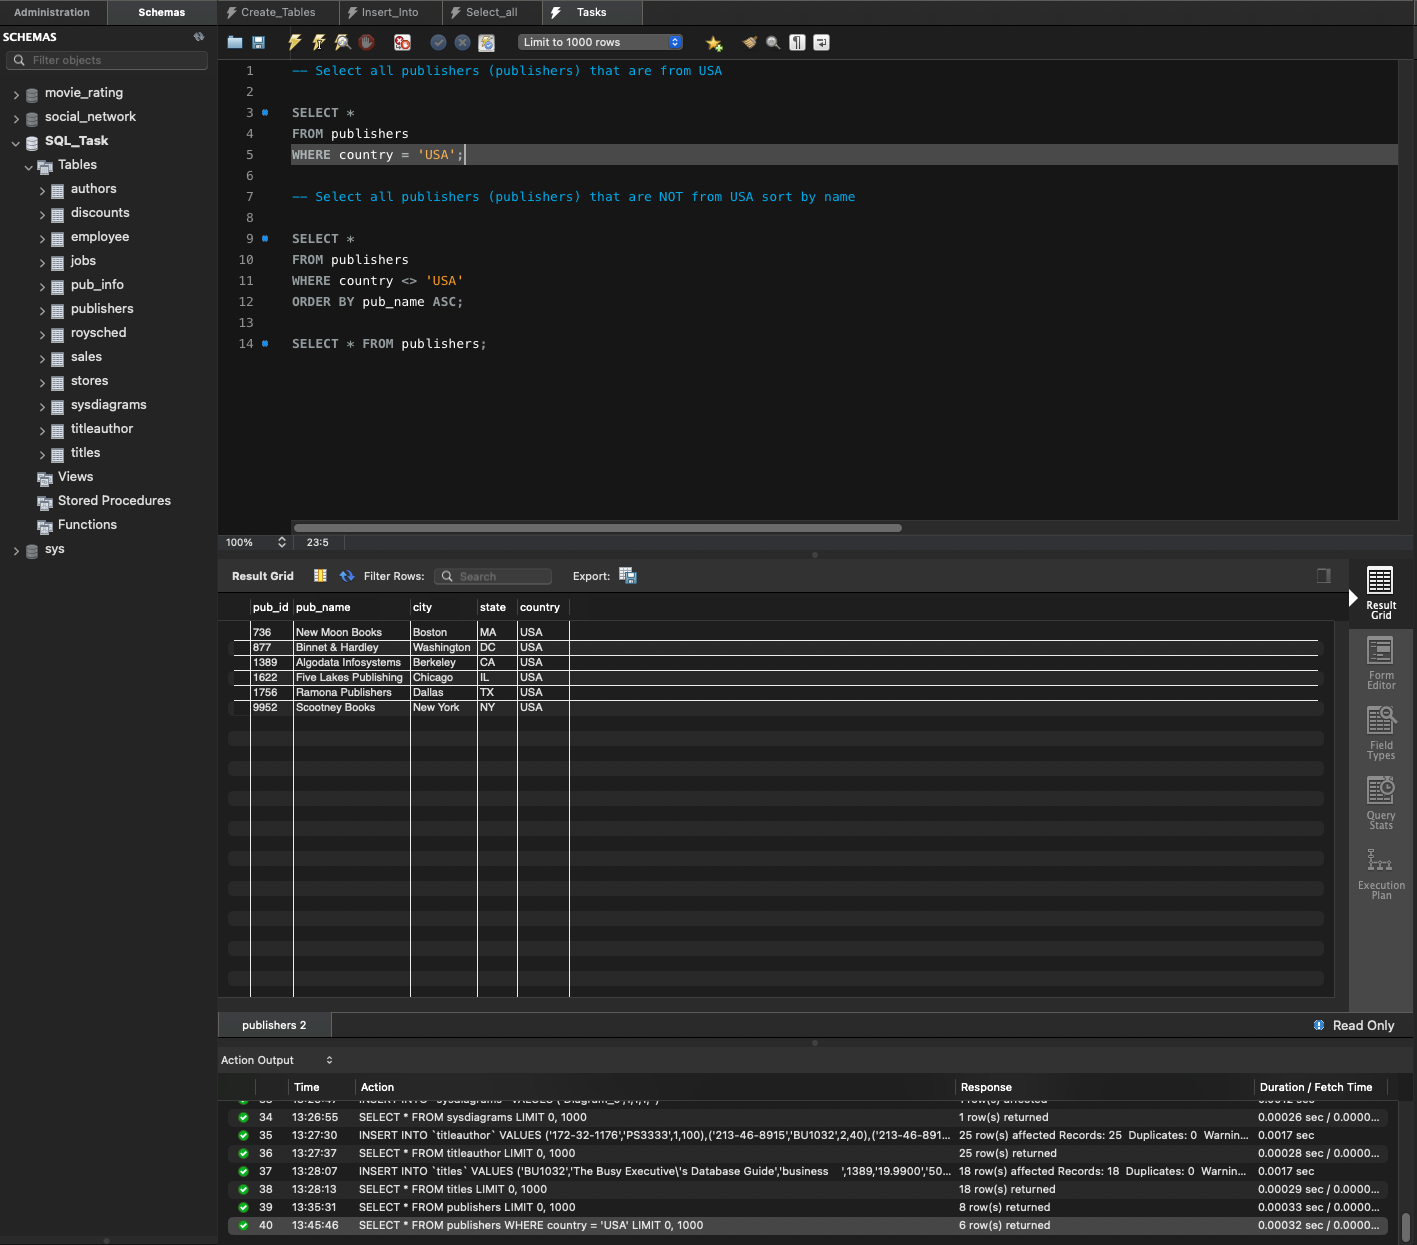 Administration Schemas Create_Tables Insert_Into Select_all Tasks
SCHEMAS
Filter objects
Limit to 1000 rows
movie_rating
social_network
SQL_Task
Tables
authors
discounts
employee
jobs
pub_info
publishers
roysched
sales
stores
sysdiagrams
titleauthor
titles
Views
Stored Procedures
Functions
sys
1 -- Select all publishers (publishers) that are from USA
2
3 SELECT *
4 FROM publishers
5 WHERE country = 'USA';
6
7 -- Select all publishers (publishers) that are NOT from USA sort by name
8
9 SELECT *
10 FROM publishers
11 WHERE country <> 'USA'
12 ORDER BY pub_name ASC;
13
14 SELECT * FROM publishers;
100% 23:5
Result Grid Filter Rows: Search Export:
pub_id pub_name city state country
736 New Moon Books Boston MA USA
877 Binnet & Hardley Washington DC USA
1389 Algodata Infosystems Berkeley CA USA
1622 Five Lakes Publishing Chicago IL USA
1756 Ramona Publishers Dallas TX USA
9952 Scootney Books New York NY USA
Result
Grid
Form
Editor
Field
Types
Query
Stats
Execution
Plan
publishers 2 Read Only
Action Output
Time Action Response Duration / Fetch Time
34 13:26:55 SELECT * FROM sysdiagrams LIMIT 0, 1000 1 row(s) returned 0.00026 sec / 0.0000...
35 13:27:30 INSERT INTO `titleauthor` VALUES ('172-32-1176','PS3333',1,100),('213-46-8915','BU1032',2,40),('213-46-891... 25 row(s) affected Records: 25 Duplicates: 0 Warnin... 0.0017 sec
36 13:27:37 SELECT * FROM titleauthor LIMIT 0, 1000 25 row(s) returned 0.00028 sec / 0.0000...
37 13:28:07 INSERT INTO `titles` VALUES ('BU1032','The Busy Executive\'s Database Guide','business ',1389,'19.9900','50... 18 row(s) affected Records: 18 Duplicates: 0 Warnin... 0.0017 sec
38 13:28:13 SELECT * FROM titles LIMIT 0, 1000 18 row(s) returned 0.00029 sec / 0.0000...
39 13:35:31 SELECT * FROM publishers LIMIT 0, 1000 8 row(s) returned 0.00033 sec / 0.0000...
40 13:45:46 SELECT * FROM publishers WHERE country = 'USA' LIMIT 0, 1000 6 row(s) returned 0.00032 sec / 0.0000...